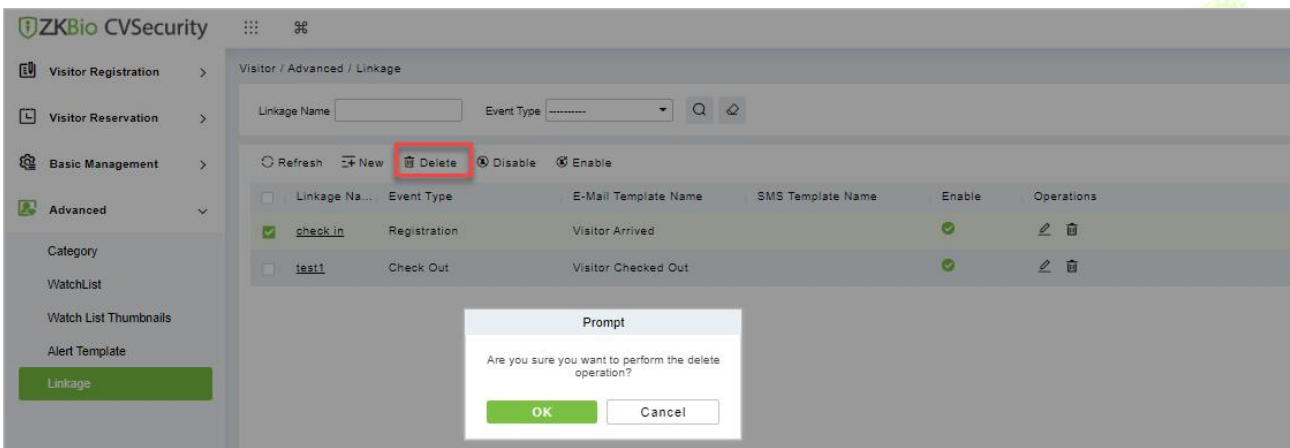 ZKBio CVSecurity
Visitor Registration
Visitor Reservation
Basic Management
Advanced
Category
WatchList
Watch List Thumbnails
Alert Template
Linkage
Visitor / Advanced / Linkage
Linkage Name Event Type ----------
Refresh New Delete Disable Enable
Linkage Na... Event Type E-Mail Template Name SMS Template Name Enable Operations
check in Registration Visitor Arrived
test1 Check Out Visitor Checked Out
Prompt
Are you sure you want to perform the delete
operation?
OK Cancel